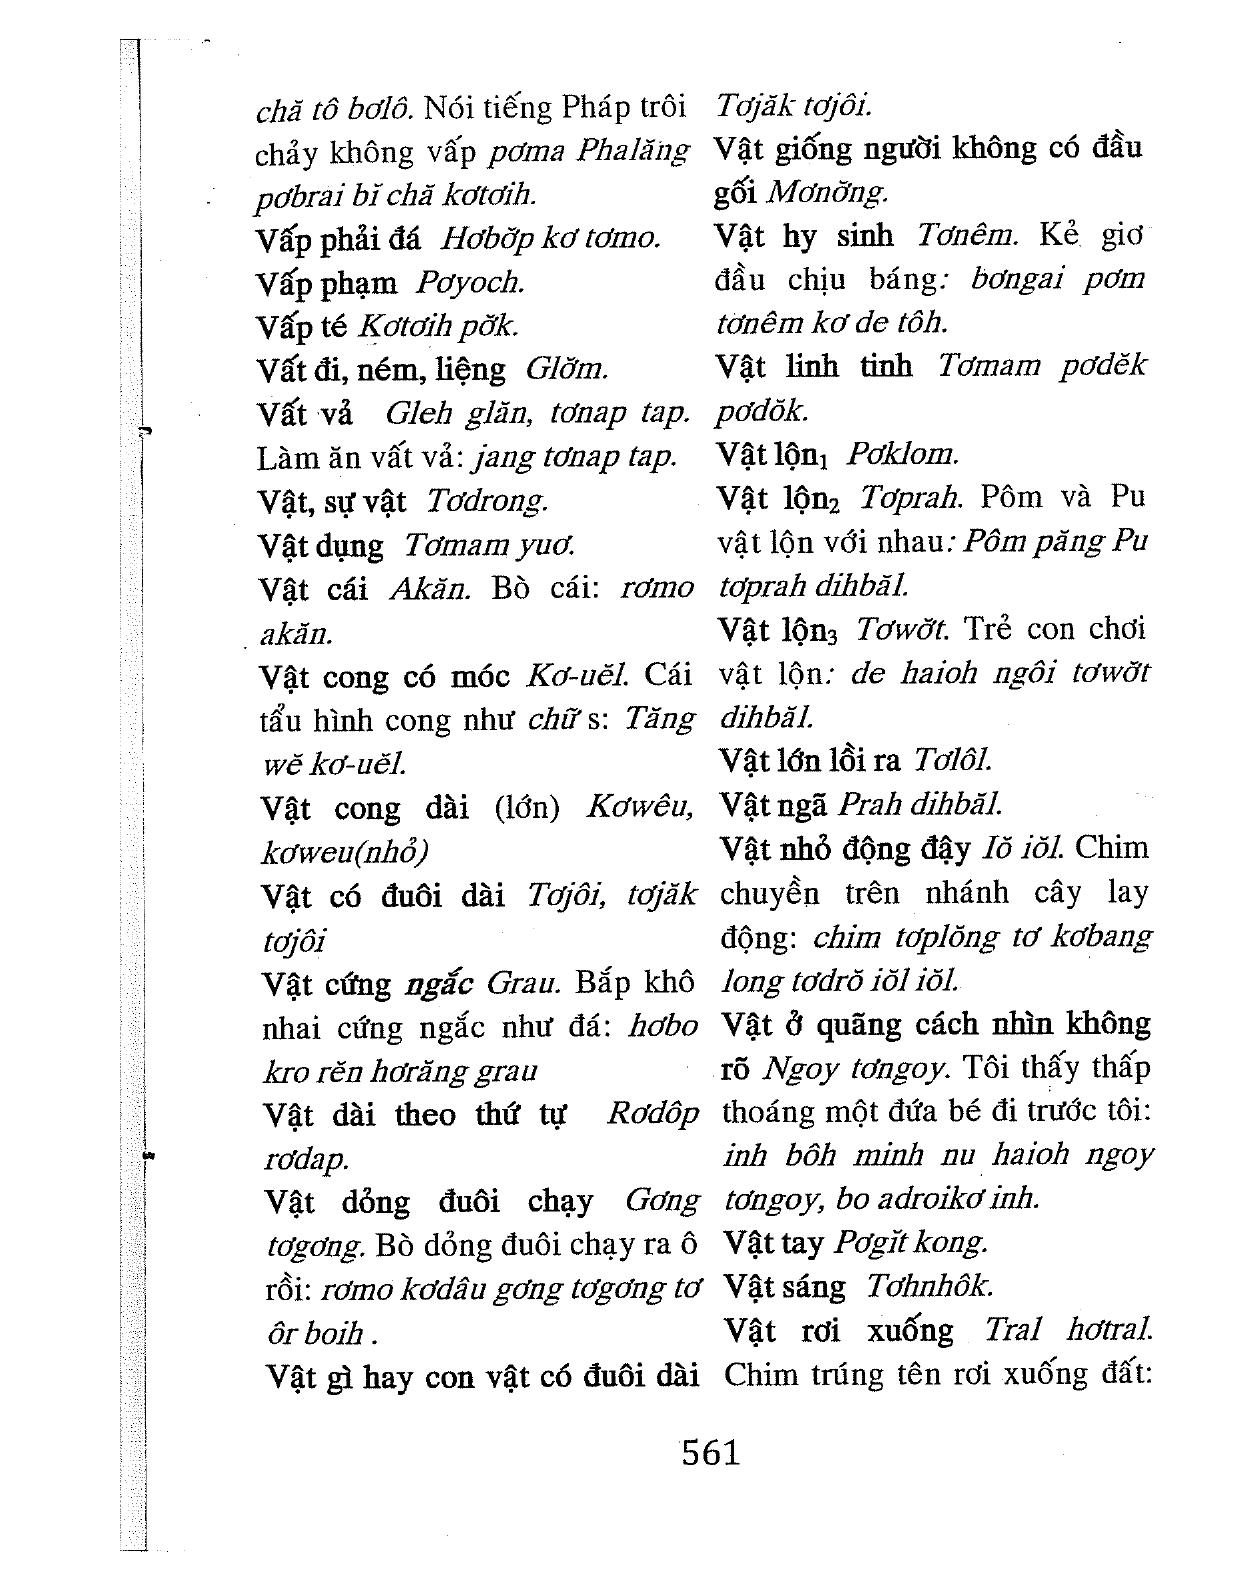 chă tô bơlô. Nói tiếng Pháp trôi
chảy không vấp pơma Phalăng
pơbrai bĭ chă kơtơih.
Vấp phải đá Hơbơ̆p kơ tơmo.
Vấp phạm Pơyoch.
Vấp té Kơtơih pơ̆k.
Vất đi, ném, liệng Glơ̆m.
Vất vả Gleh glăn, tơnap tap.
Làm ăn vất vả: jang tơnap tap.
Vật, sự vật Tơdrong.
Vật dụng Tơmam yuơ.
Vật cái Akăn. Bò cái: rơmo
akăn.
Vật cong có móc Kơ-uĕl. Cái
tẩu hình cong như chữ s: Tăng
wĕ kơ-uĕl.
Vật cong dài (lớn) Kơwêu,
kơweu(nhỏ)
Vật có đuôi dài Tơjôi, tơjăk
tơjôi
Vật cứng ngắc Grau. Bắp khô
nhai cứng ngắc như đá: hơbo
kro rĕn hơrăng grau
Vật dài theo thứ tự Rơdôp
rơdap.
Vật dỏng đuôi chạy Gơng
tơgơng. Bò dỏng đuôi chạy ra ô
rồi: rơmo kơdâu gơng tơgơng tơ
ôr boih .
Vật gì hay con vật có đuôi dài
Tơjăk tơjôi.
Vật giống người không có đầu
gối Mơnơ̆ng.
Vật hy sinh Tơnêm. Kẻ giơ
đầu chịu báng: bơngai pơm
tơnêm kơ de tôh.
Vật linh tinh Tơmam pơdĕk
pơdŏk.
Vật lộn₁ Pơklom.
Vật lộn₂ Tơprah. Pôm và Pu
vật lộn với nhau: Pôm păng Pu
tơprah dihbăl.
Vật lộn₃ Tơwơ̆t. Trẻ con chơi
vật lộn: de haioh ngôi tơwơ̆t
dihbăl.
Vật lớn lồi ra Tơlôl.
Vật ngã Prah dihbăl.
Vật nhỏ động đậy Iŏ iŏl. Chim
chuyền trên nhánh cây lay
động: chim tơplŏng tơ kơbang
long tơdrŏ iŏl iŏl.
Vật ở quãng cách nhìn không
rõ Ngoy tơngoy. Tôi thấy thấp
thoáng một đứa bé đi trước tôi:
inh bôh minh nu haioh ngoy
tơngoy, bo adroikơ inh.
Vật tay Pơgĭt kong.
Vật sáng Tơhnhôk.
Vật rơi xuống Tral hơtral.
Chim trúng tên rơi xuống đất:
561